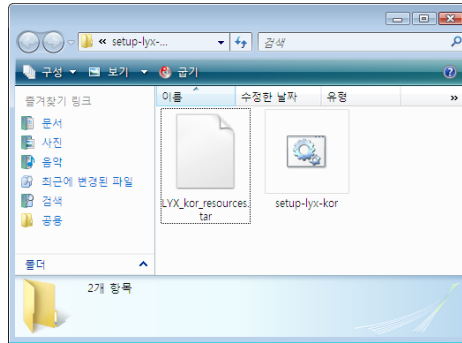 « setup-lyx-...
검색
구성 보기 굽기
즐겨찾기 링크
이름 수정한 날짜 유형 »
문서
사진
음악
최근에 변경된 파일
검색
공용
LYX_kor_resources.
tar
setup-lyx-kor
폴더
2개 항목